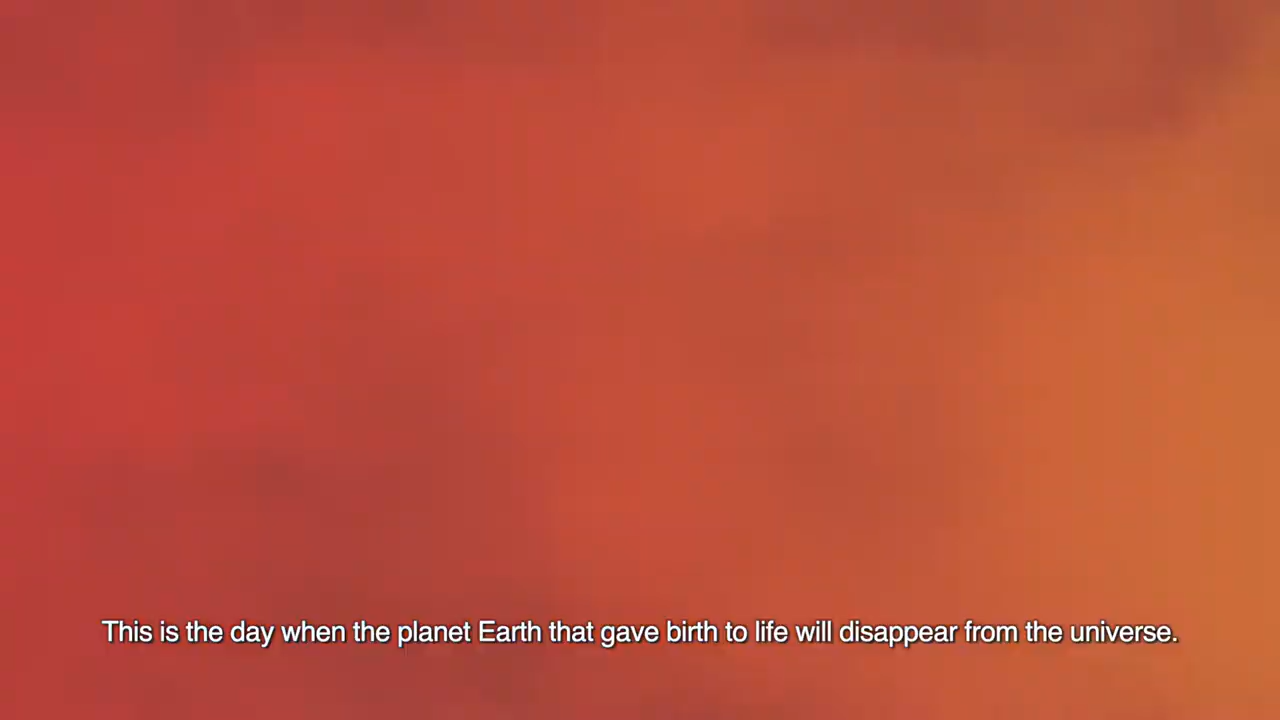 This is the day when the planet Earth that gave birth to life will disappear from the universe.